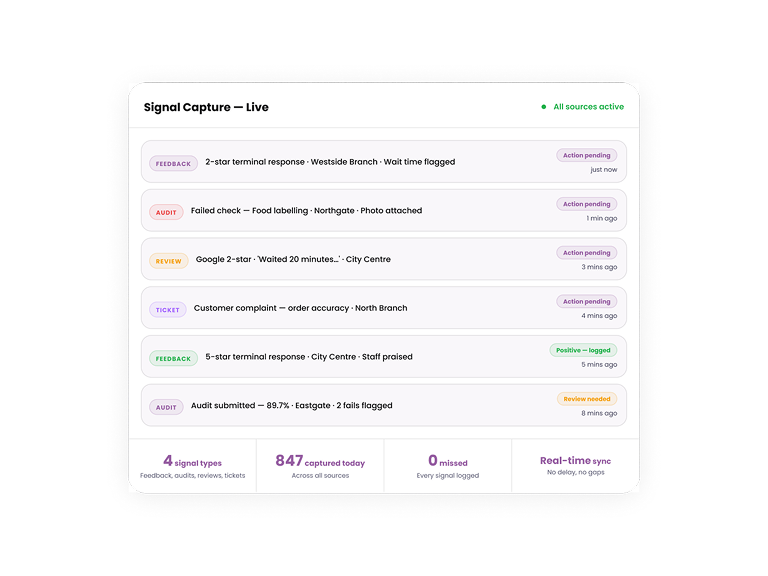 Signal Capture — Live
All sources active
FEEDBACK
2-star terminal response · Westside Branch · Wait time flagged
Action pending
just now
AUDIT
Failed check — Food labelling · Northgate · Photo attached
Action pending
1 min ago
REVIEW
Google 2-star · 'Waited 20 minutes...' · City Centre
Action pending
3 mins ago
TICKET
Customer complaint — order accuracy · North Branch
Action pending
4 mins ago
FEEDBACK
5-star terminal response · City Centre · Staff praised
Positive — logged
5 mins ago
AUDIT
Audit submitted — 89.7% · Eastgate · 2 fails flagged
Review needed
8 mins ago
4 signal types
Feedback, audits, reviews, tickets
847 captured today
Across all sources
0 missed
Every signal logged
Real-time sync
No delay, no gaps